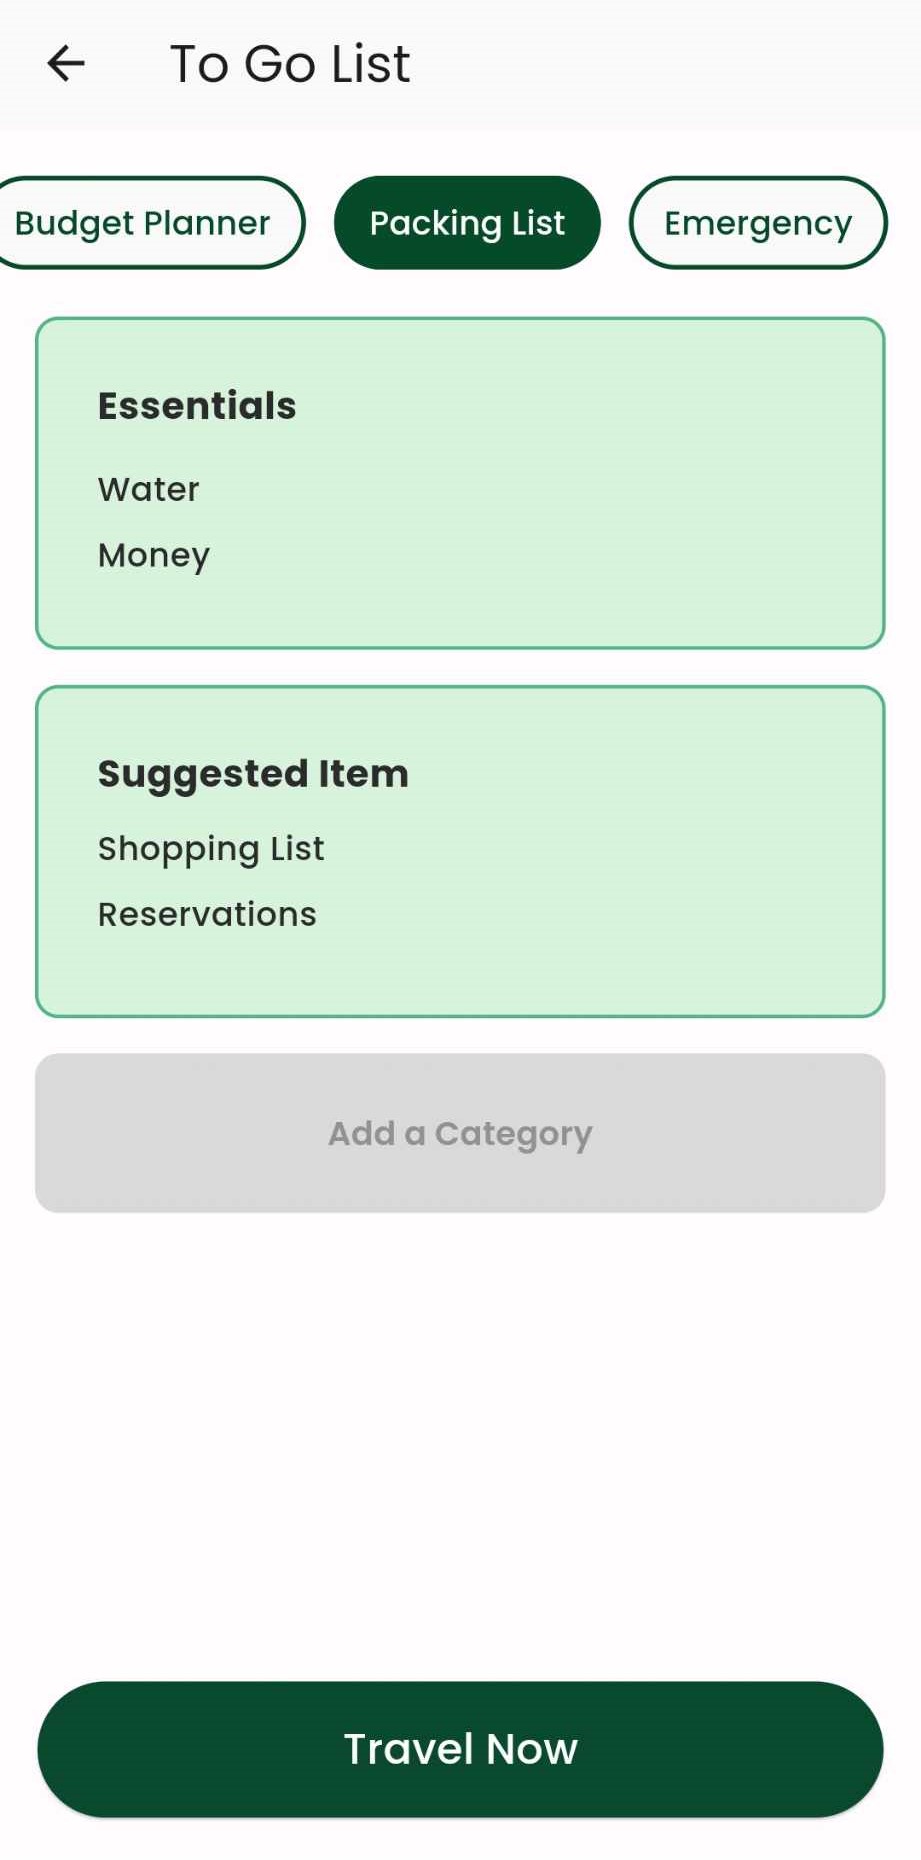 To Go List
Budget Planner
Packing List
Emergency
Essentials
Water
Money
Suggested Item
Shopping List
Reservations
Add a Category
Travel Now